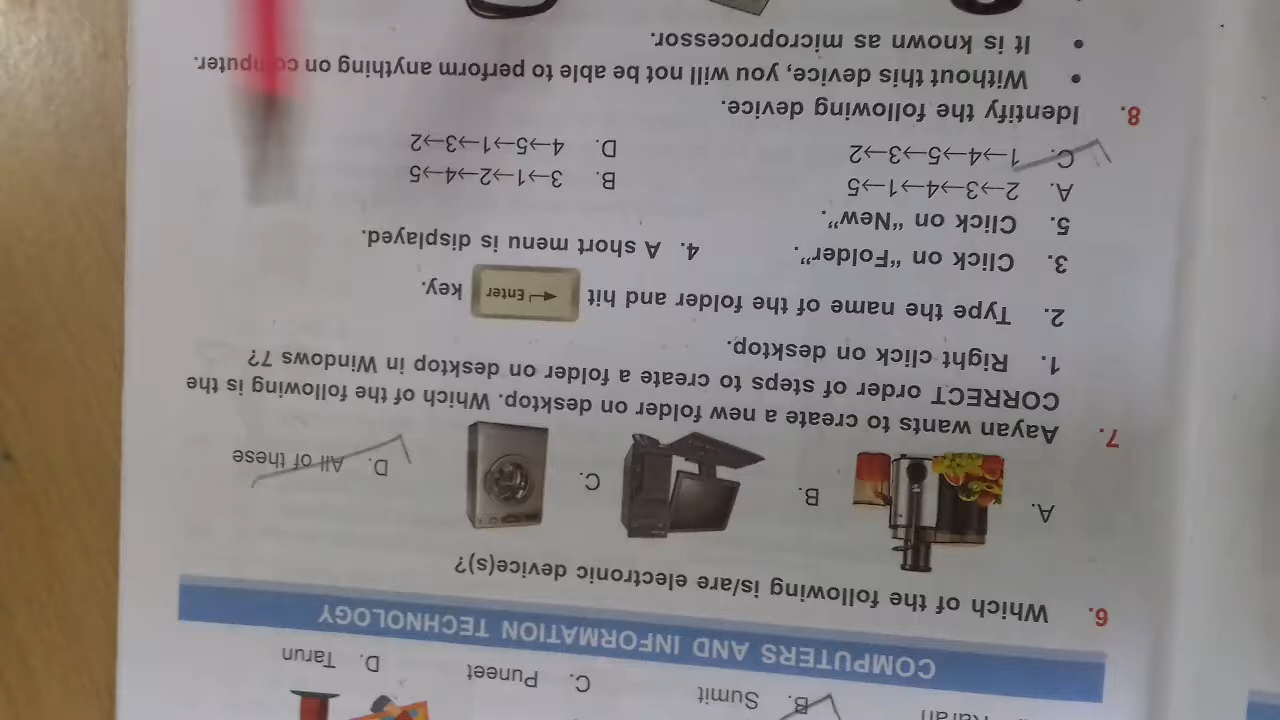 B. Sumit C. Puneet D. Tarun
COMPUTERS AND INFORMATION TECHNOLOGY
6. Which of the following is/are electronic device(s)?
A. B. C. D. All of these
7. Aayan wants to create a new folder on desktop. Which of the following is the
CORRECT order of steps to create a folder on desktop in Windows 7?
1. Right click on desktop.
2. Type the name of the folder and hit Enter key.
3. Click on "Folder". 4. A short menu is displayed.
5. Click on "New".
A. 2→3→4→1→5 B. 3→1→2→4→5
C. 1→4→5→3→2 D. 4→5→1→3→2
8. Identify the following device.
• Without this device, you will not be able to perform anything on computer.
• It is known as microprocessor.